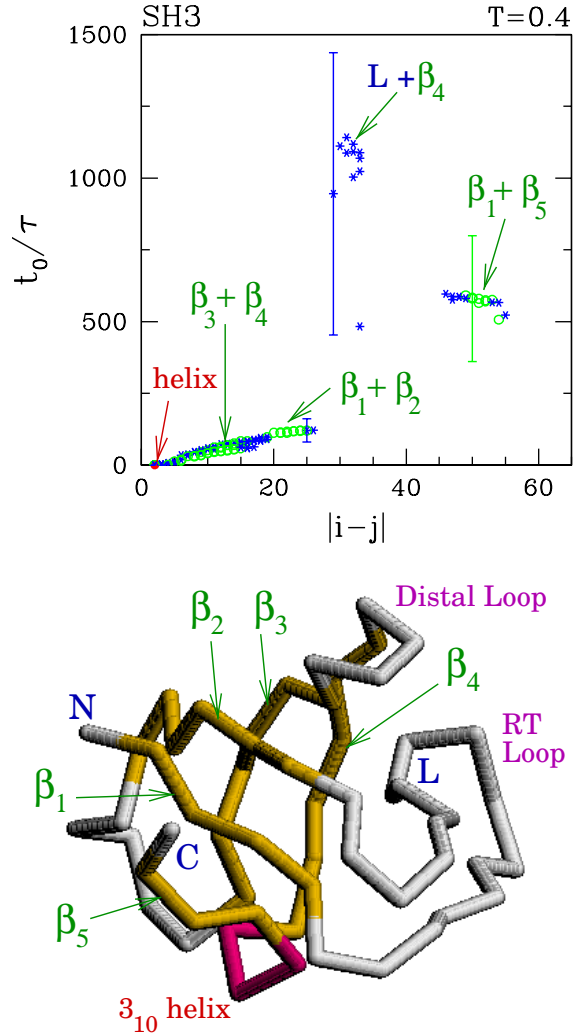 SH3 T=0.4
1500
L + β4
1000
β1 + β5
t0/τ
500
β3 + β4
helix
β1 + β2
0
0 20 40 60
|i−j|
Distal Loop
β2
β3
β4
N
RT
Loop
L
β1
C
β5
310 helix